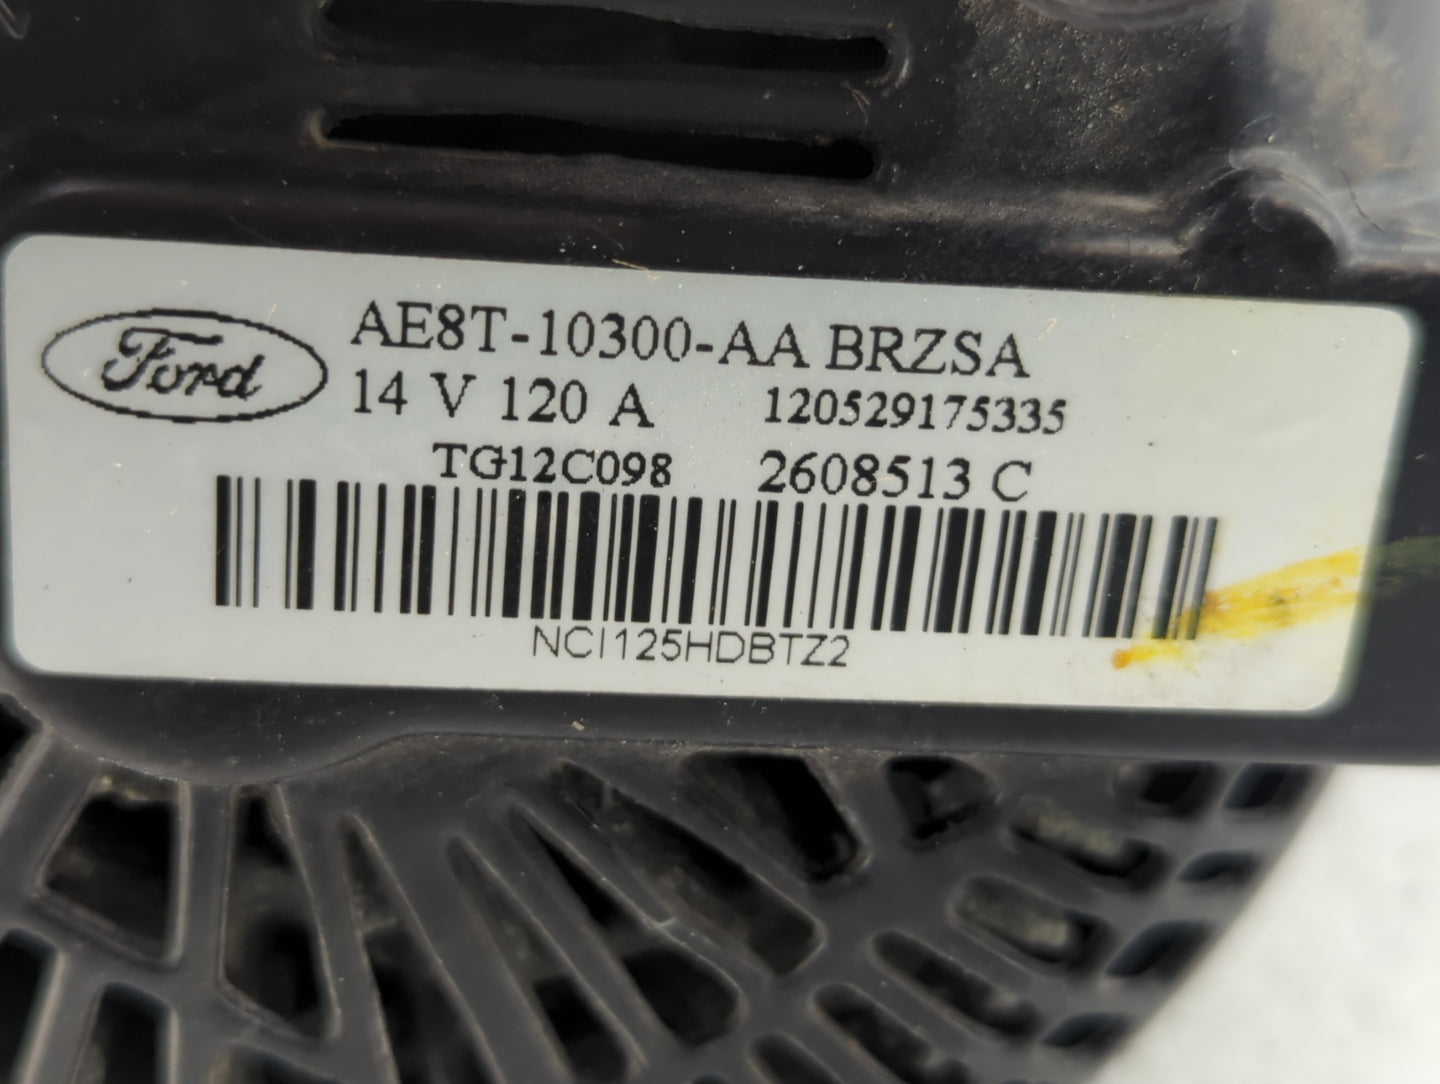 Ford
AE8T-10300-AA BRZSA
14 V 120 A 120529175335
TG12C098 2608513 C
NCI125HDBTZ2